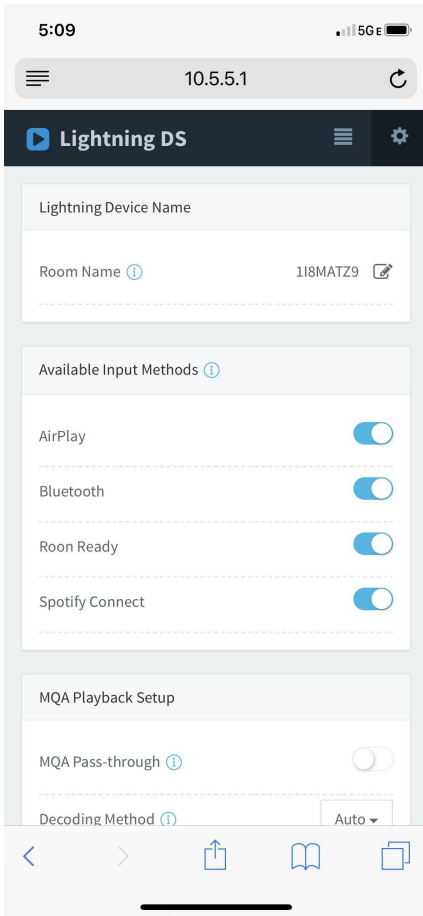 5:09
5G E
10.5.5.1
Lightning DS
Lightning Device Name
Room Name
1I8MATZ9
Available Input Methods
AirPlay
Bluetooth
Roon Ready
Spotify Connect
MQA Playback Setup
MQA Pass-through
Decoding Method
Auto